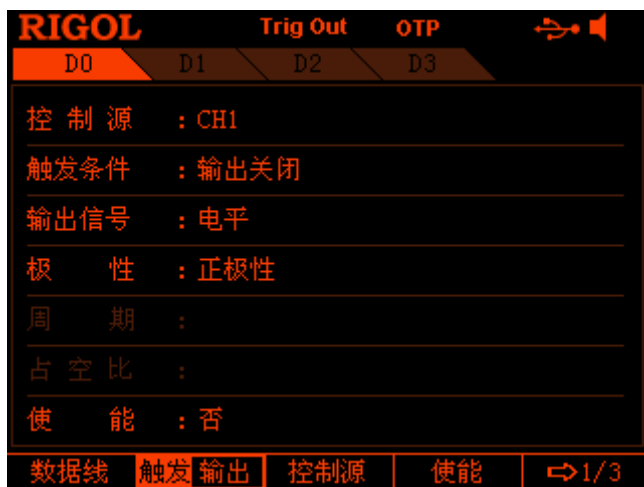 RIGOL Trig Out OTP
D0 D1 D2 D3
控制源 : CH1
触发条件 : 输出关闭
输出信号 : 电平
极性 : 正极性
周期 :
占空比 :
使能 : 否
数据线 触发 输出 控制源 使能 ⇨1/3